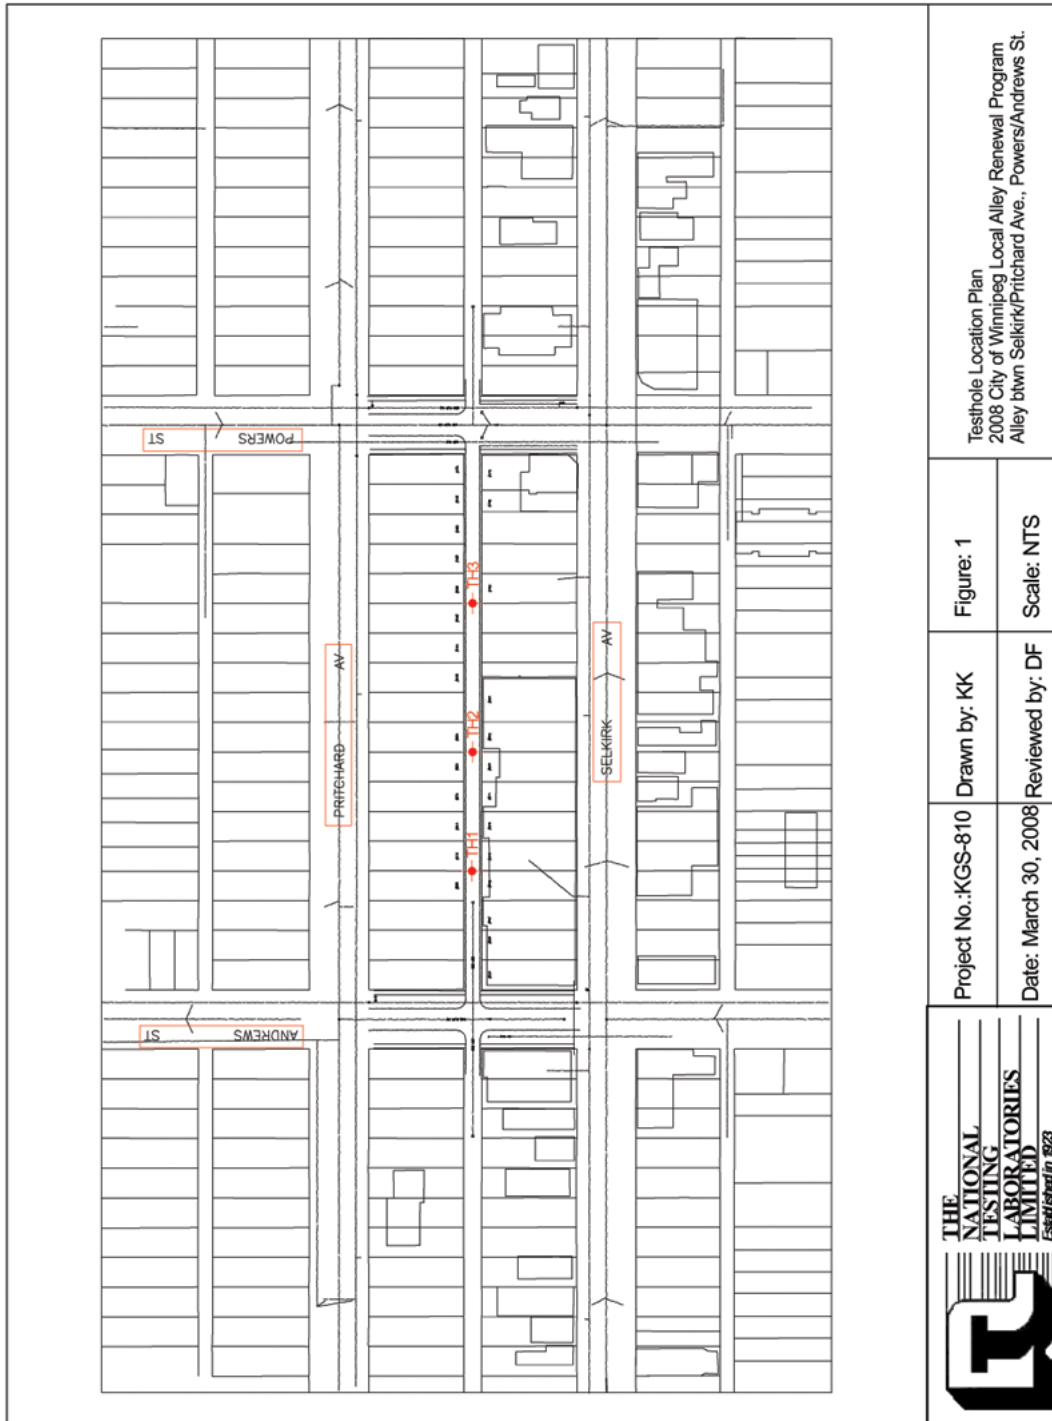 POWERS ST
PRITCHARD AV
SELKIRK AV
ANDREWS ST
TH1
TH2
TH3
THE
NATIONAL
TESTING
LABORATORIES
LIMITED
Established in 1923
Project No.:KGS-810
Drawn by: KK
Figure: 1
Date: March 30, 2008
Reviewed by: DF
Scale: NTS
Testhole Location Plan
2008 City of Winnipeg Local Alley Renewal Program
Alley btwn Selkirk/Pritchard Ave., Powers/Andrews St.